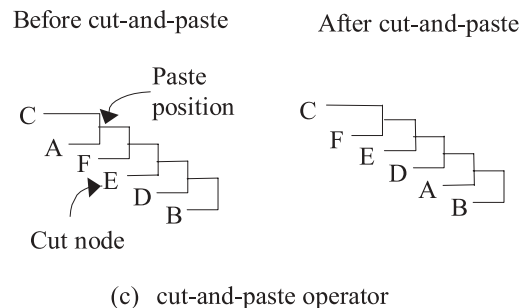 Before cut-and-paste
After cut-and-paste
Paste
position
C
A
F
E
D
B
Cut node
C
F
E
D
A
B
(c) cut-and-paste operator